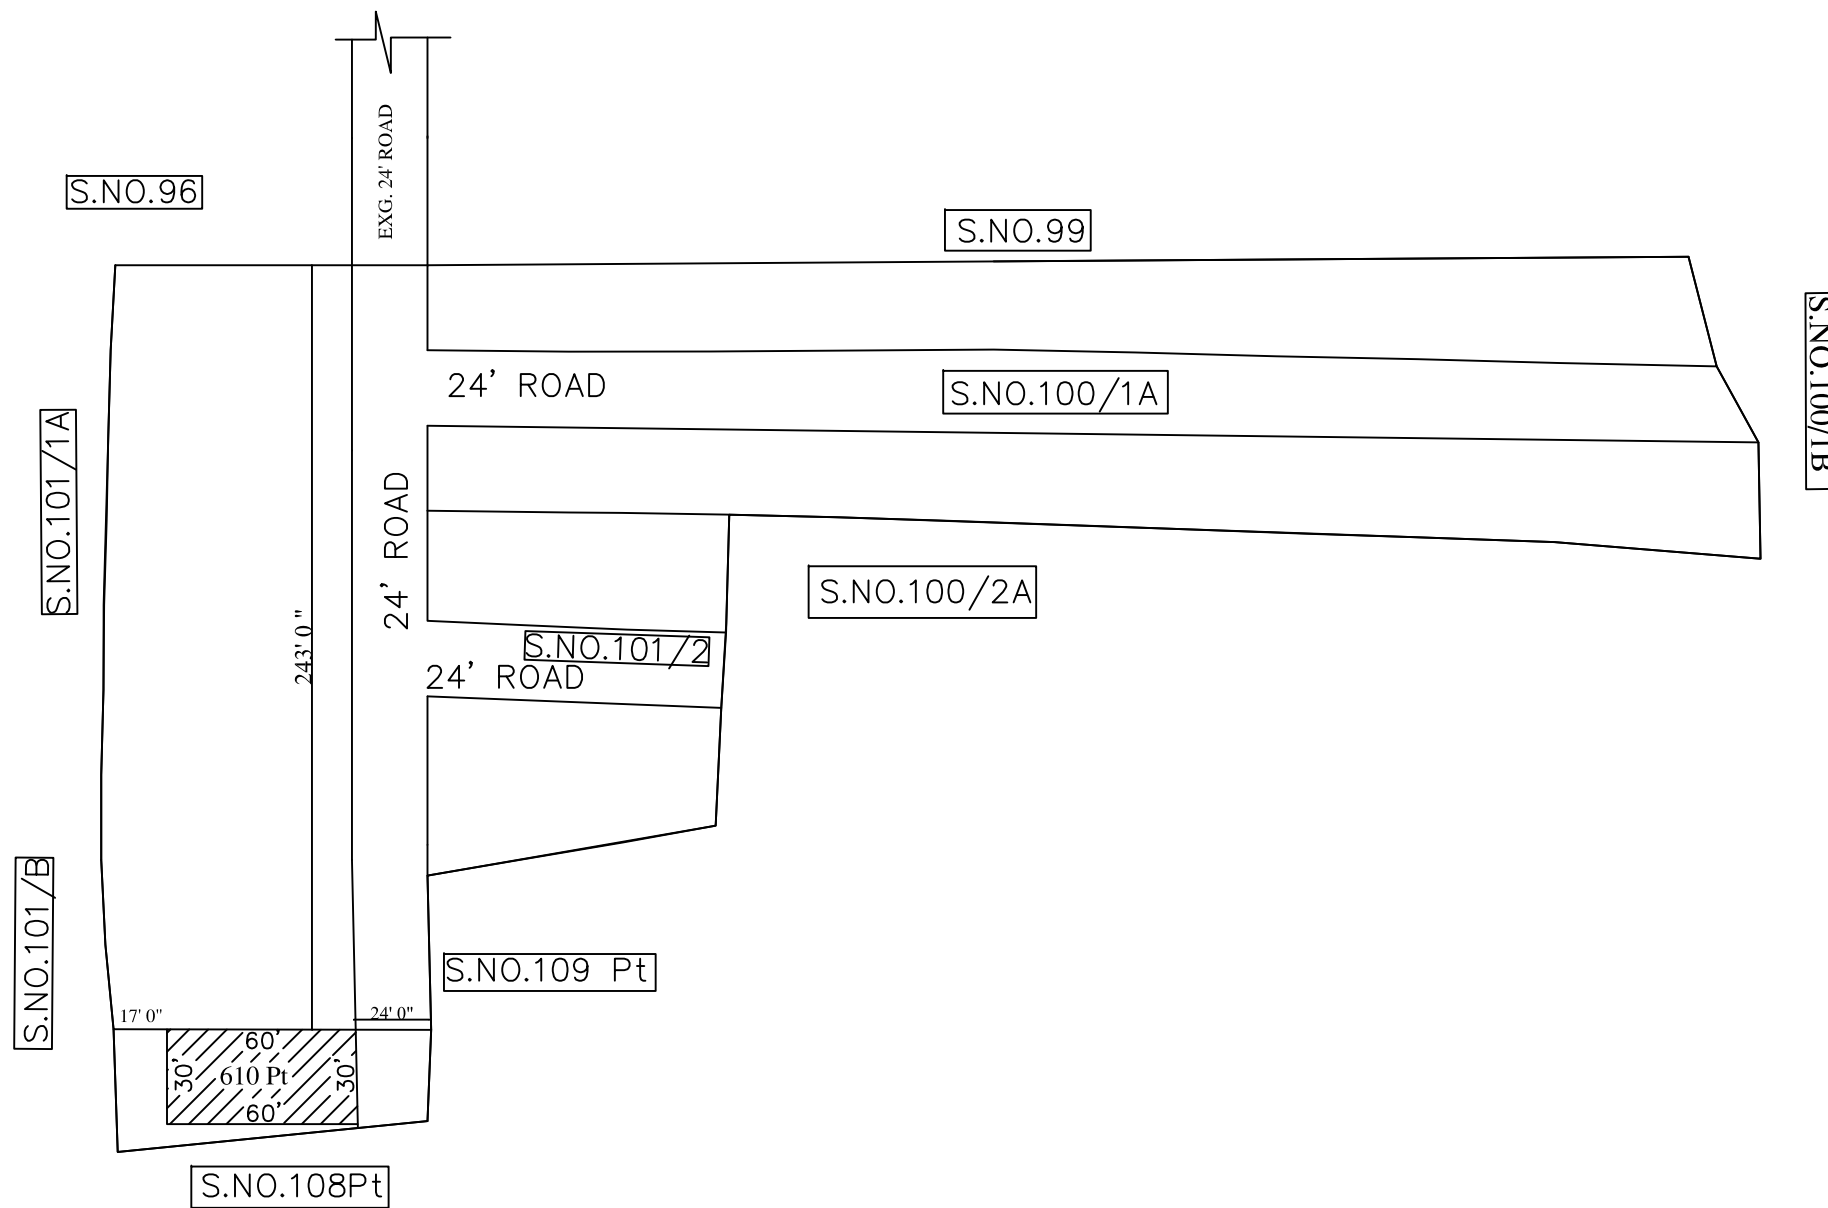 EXG. 24' ROAD
S.NO.96
S.NO.99
S.NO.100/1B
24' ROAD
S.NO.100/1A
S.NO.101/1A
24' ROAD
S.NO.100/2A
243' 0 "
S.NO.101/2
24' ROAD
S.NO.101/B
S.NO.109 Pt
17' 0"
24' 0"
60'
30'
610 Pt
30'
60'
S.NO.108Pt